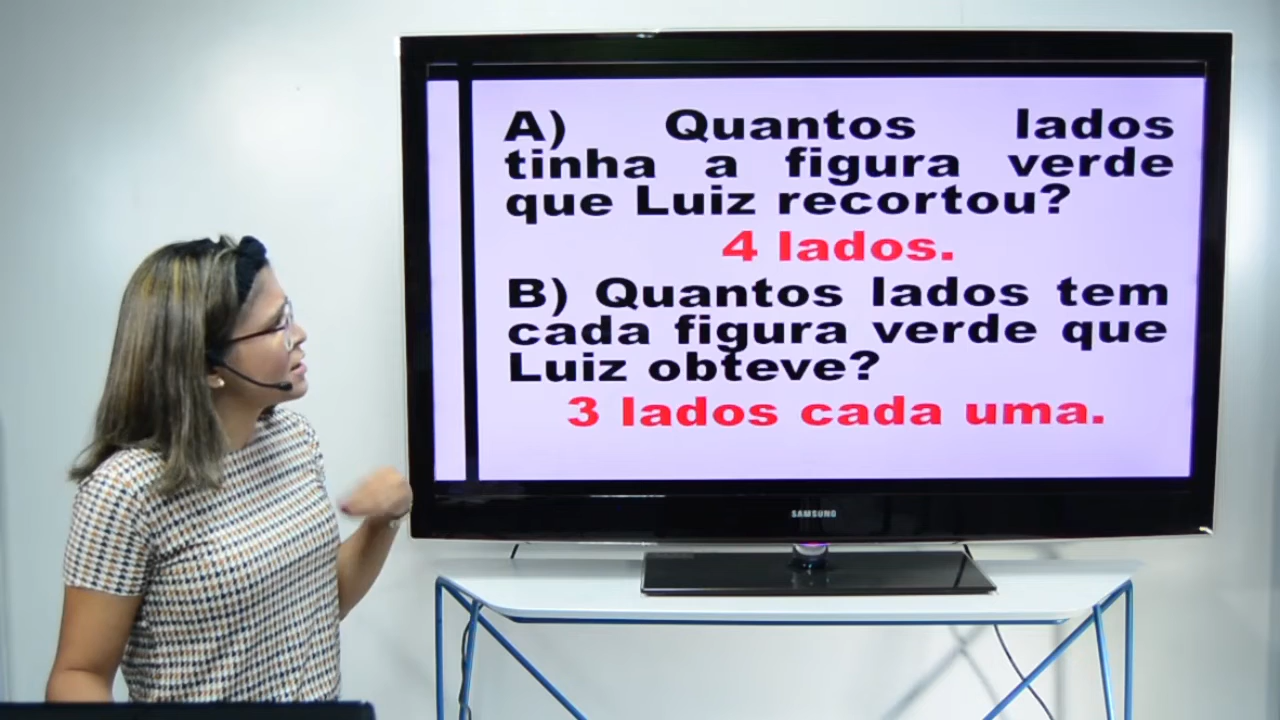 A) Quantos lados
tinha a figura verde
que Luiz recortou?
4 lados.
B) Quantos lados tem
cada figura verde que
Luiz obteve?
3 lados cada uma.
SAMSUNG